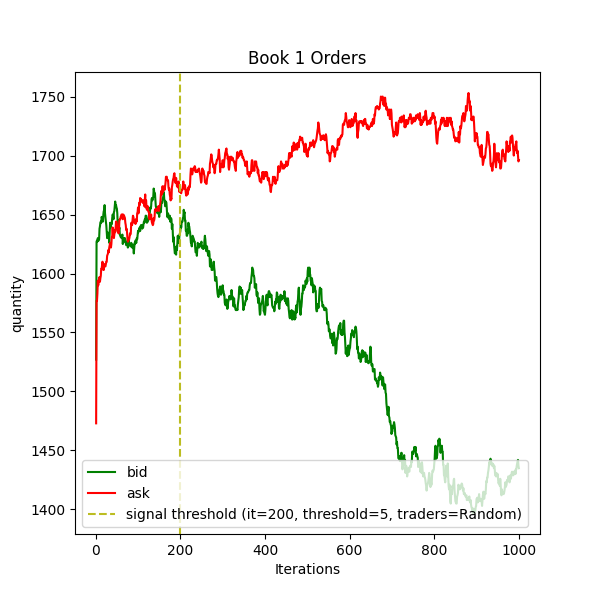 Book 1 Orders
quantity
1750
1700
1650
1600
1550
1500
1450
1400
bid
ask
signal threshold (it=200, threshold=5, traders=Random)
0 200 400 600 800 1000
Iterations